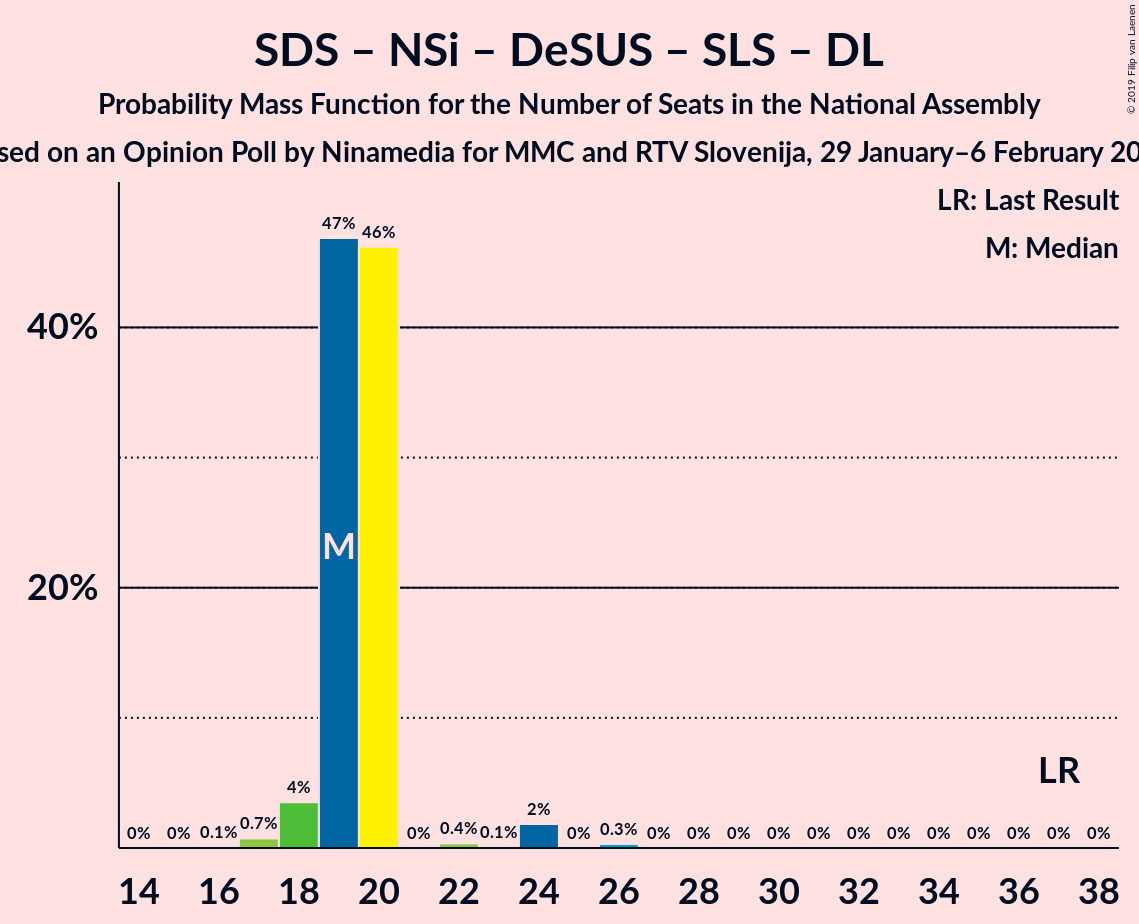 SDS – NSi – DeSUS – SLS – DL
Probability Mass Function for the Number of Seats in the National Assembly
on an Opinion Poll by Ninamedia for MMC and RTV Slovenija, 29 January–6 February
© 2019 Filip van Laenen
LR: Last Result
M: Median
47%
46%
40%
M
20%
LR
0% 0% 0.1% 0.7% 4% 0% 0.4% 0.1% 2% 0% 0.3% 0% 0% 0% 0% 0% 0% 0% 0% 0% 0% 0% 0%
14 16 18 20 22 24 26 28 30 32 34 36 38